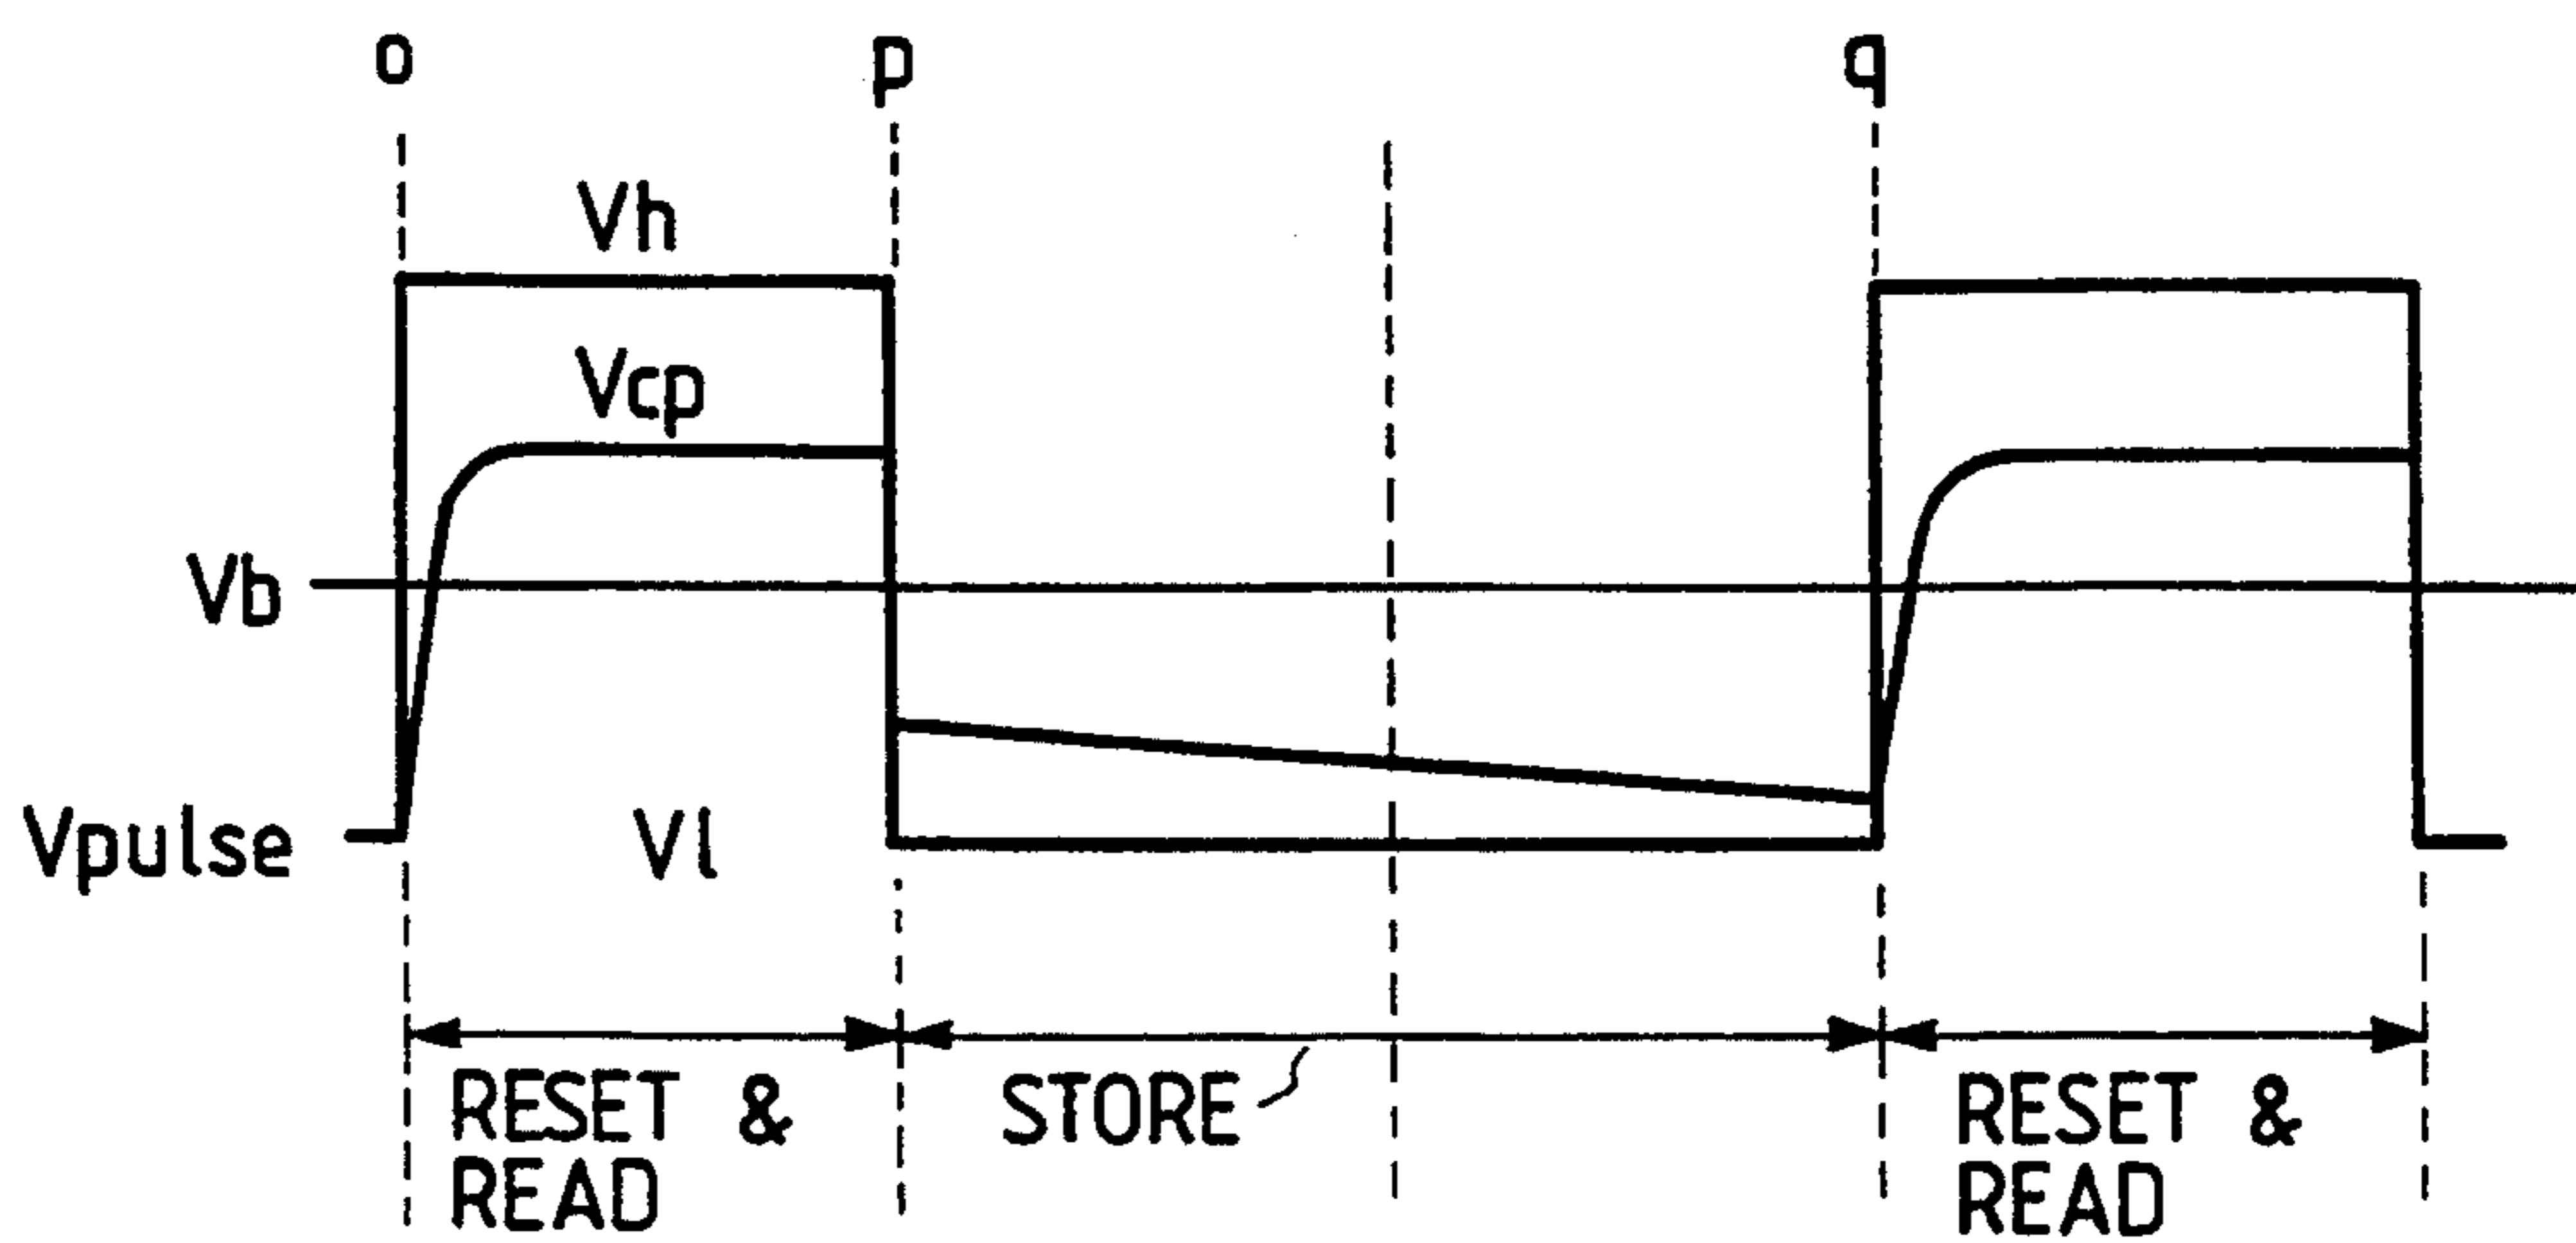 o
p
q
Vh
Vcp
Vb
Vpulse
Vl
RESET &
READ
STORE
RESET &
READ